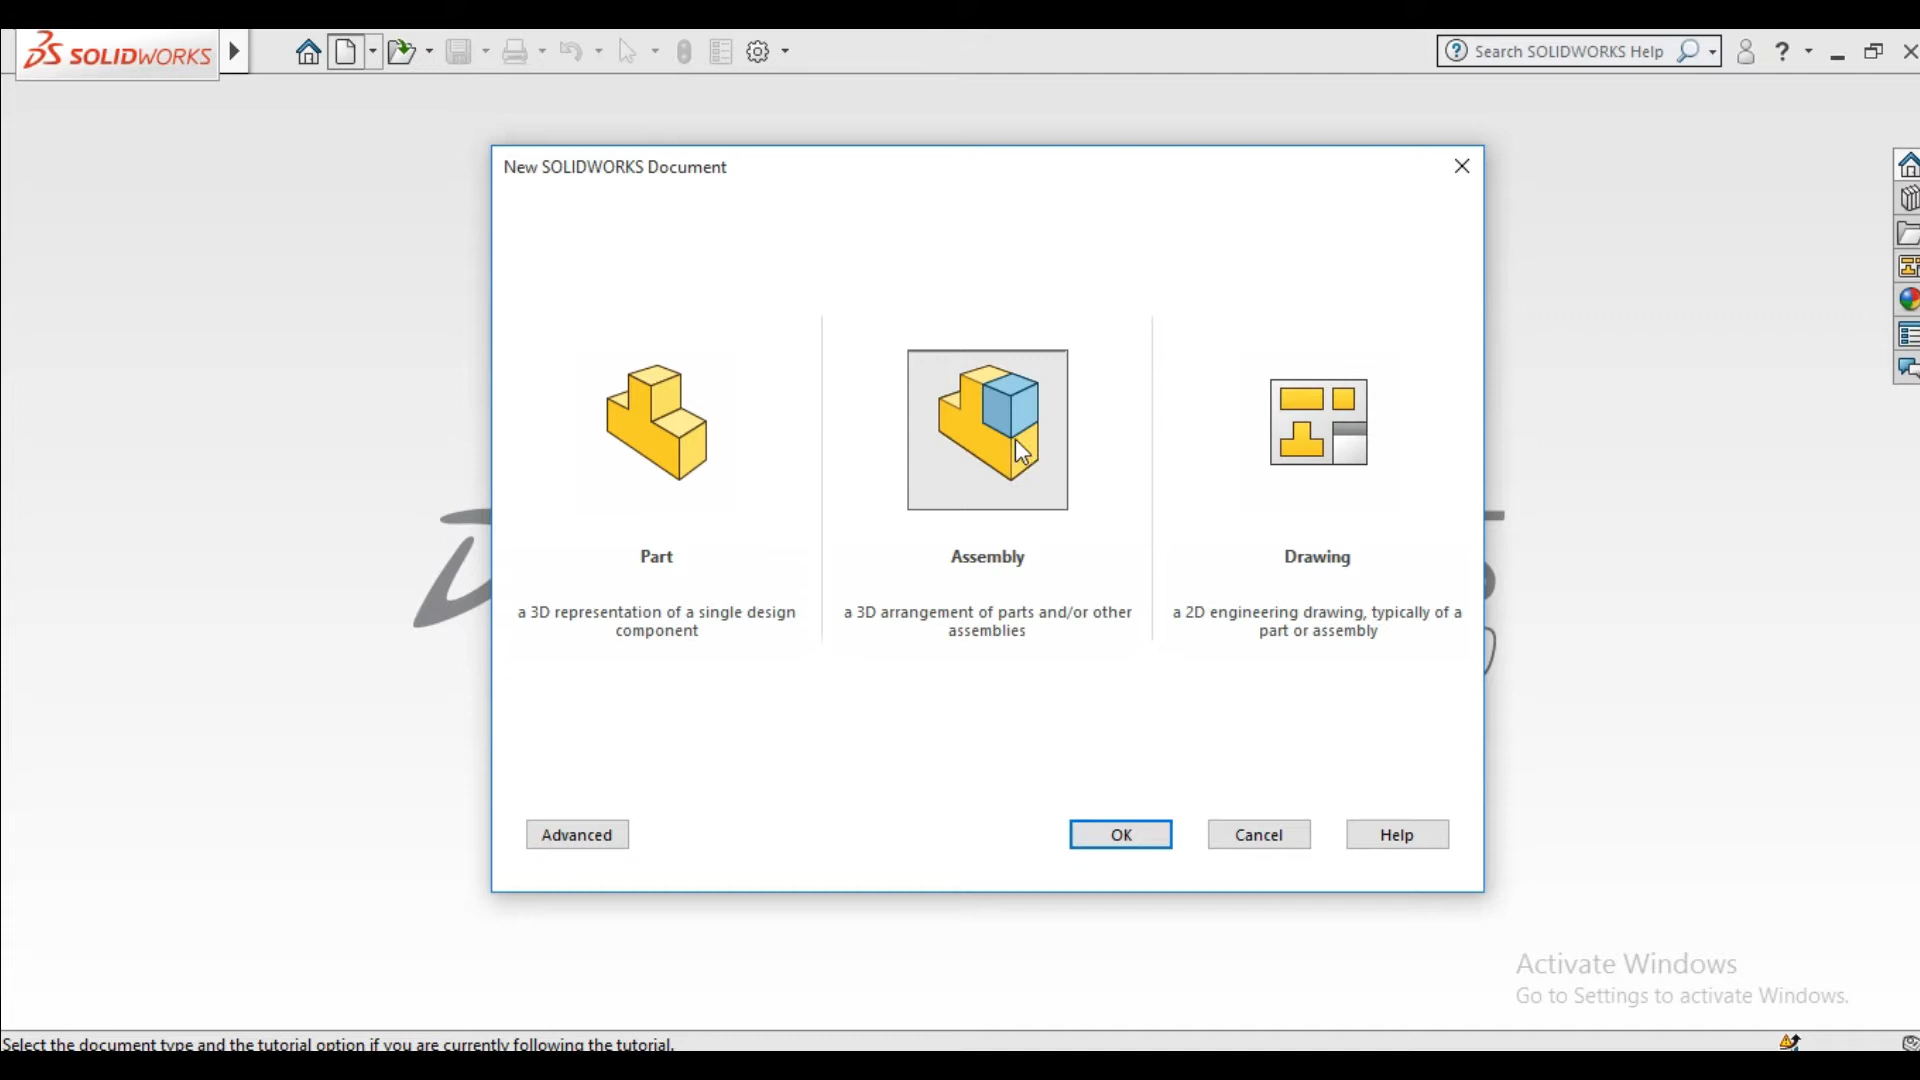 SOLIDWORKS
Search SOLIDWORKS Help
New SOLIDWORKS Document
Part
a 3D representation of a single design
component
Assembly
a 3D arrangement of parts and/or other
assemblies
Drawing
a 2D engineering drawing, typically of a
part or assembly
Advanced
OK
Cancel
Help
Activate Windows
Go to Settings to activate Windows.
Select the document type and the tutorial option if you are currently following the tutorial.